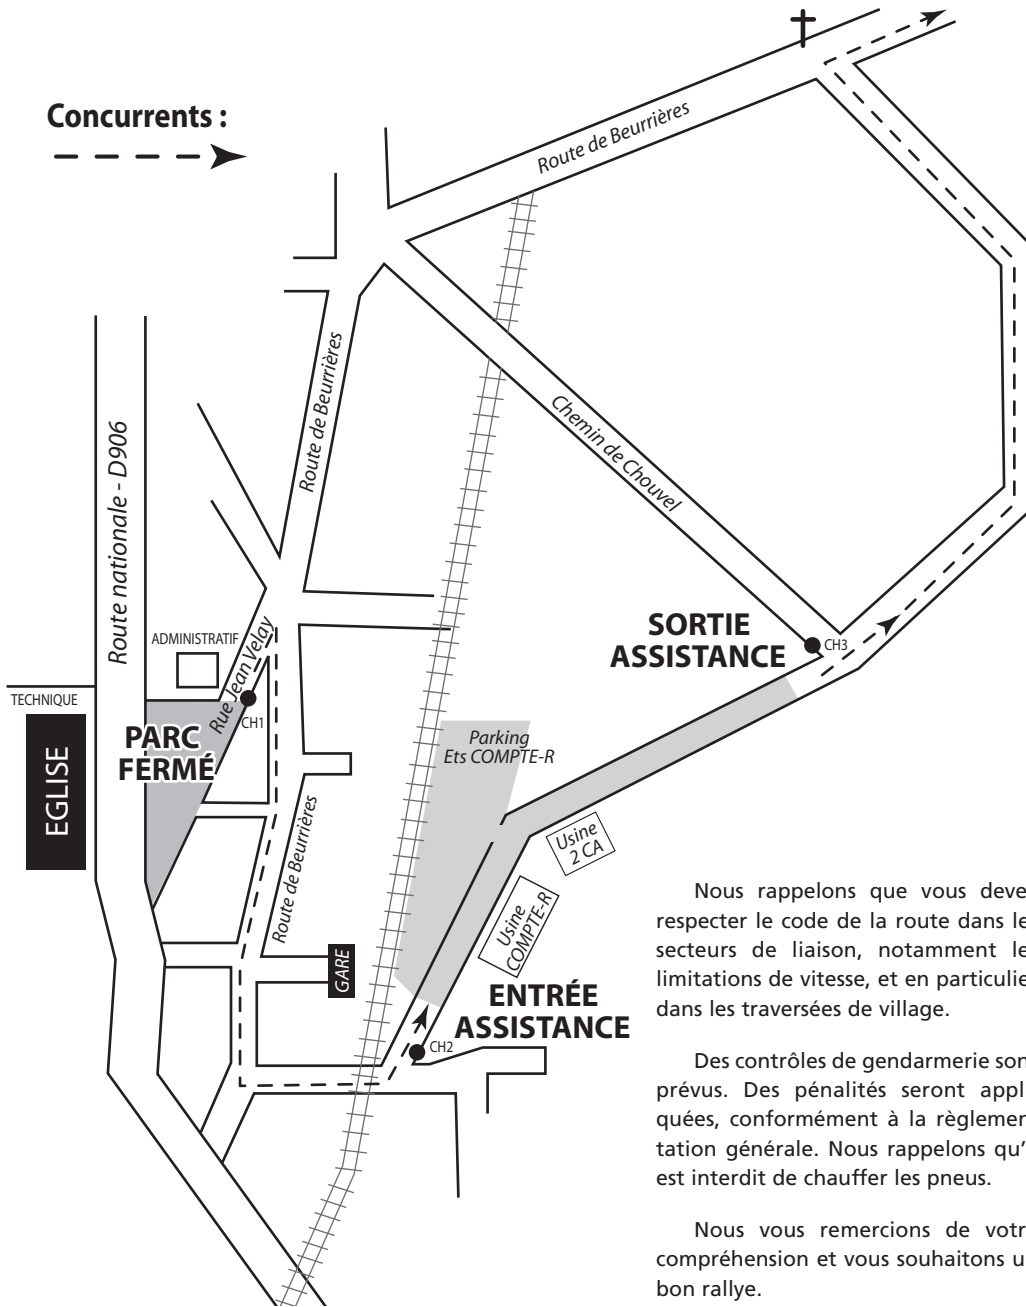 Concurrents :
Route de Beurrières
Route de Beurrières
Chemin de Chouvel
Route nationale - D906
ADMINISTRATIF
Rue Jean Velay
TECHNIQUE
CH1
PARC
FERMÉ
EGLISE
SORTIE
ASSISTANCE
CH3
Parking
Ets COMPTE-R
Route de Beurrières
Usine
2 CA
Usine
COMPTE-R
GARE
ENTRÉE
ASSISTANCE
CH2
Nous rappelons que vous deve
respecter le code de la route dans le
secteurs de liaison, notamment le
limitations de vitesse, et en particulie
dans les traversées de village.
Des contrôles de gendarmerie son
prévus. Des pénalités seront appl
quées, conformément à la règlemen
tation générale. Nous rappelons qu'
est interdit de chauffer les pneus.
Nous vous remercions de votr
compréhension et vous souhaitons u
bon rallye.